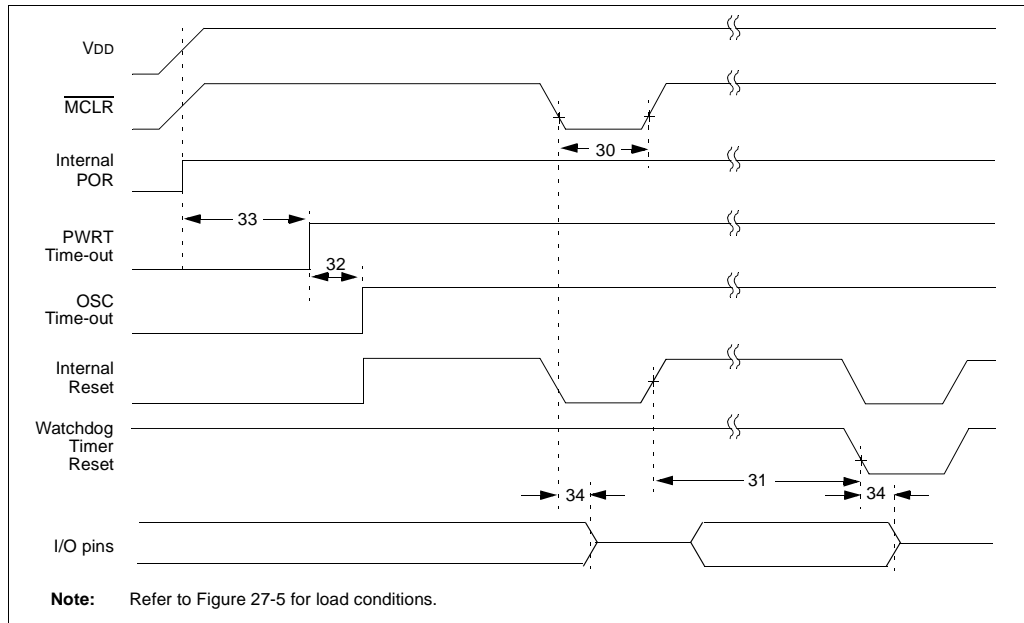 VDD
MCLR
30
Internal
POR
33
PWRT
Time-out
32
OSC
Time-out
Internal
Reset
Watchdog
Timer
Reset
31
34
34
I/O pins
Note: Refer to Figure 27-5 for load conditions.